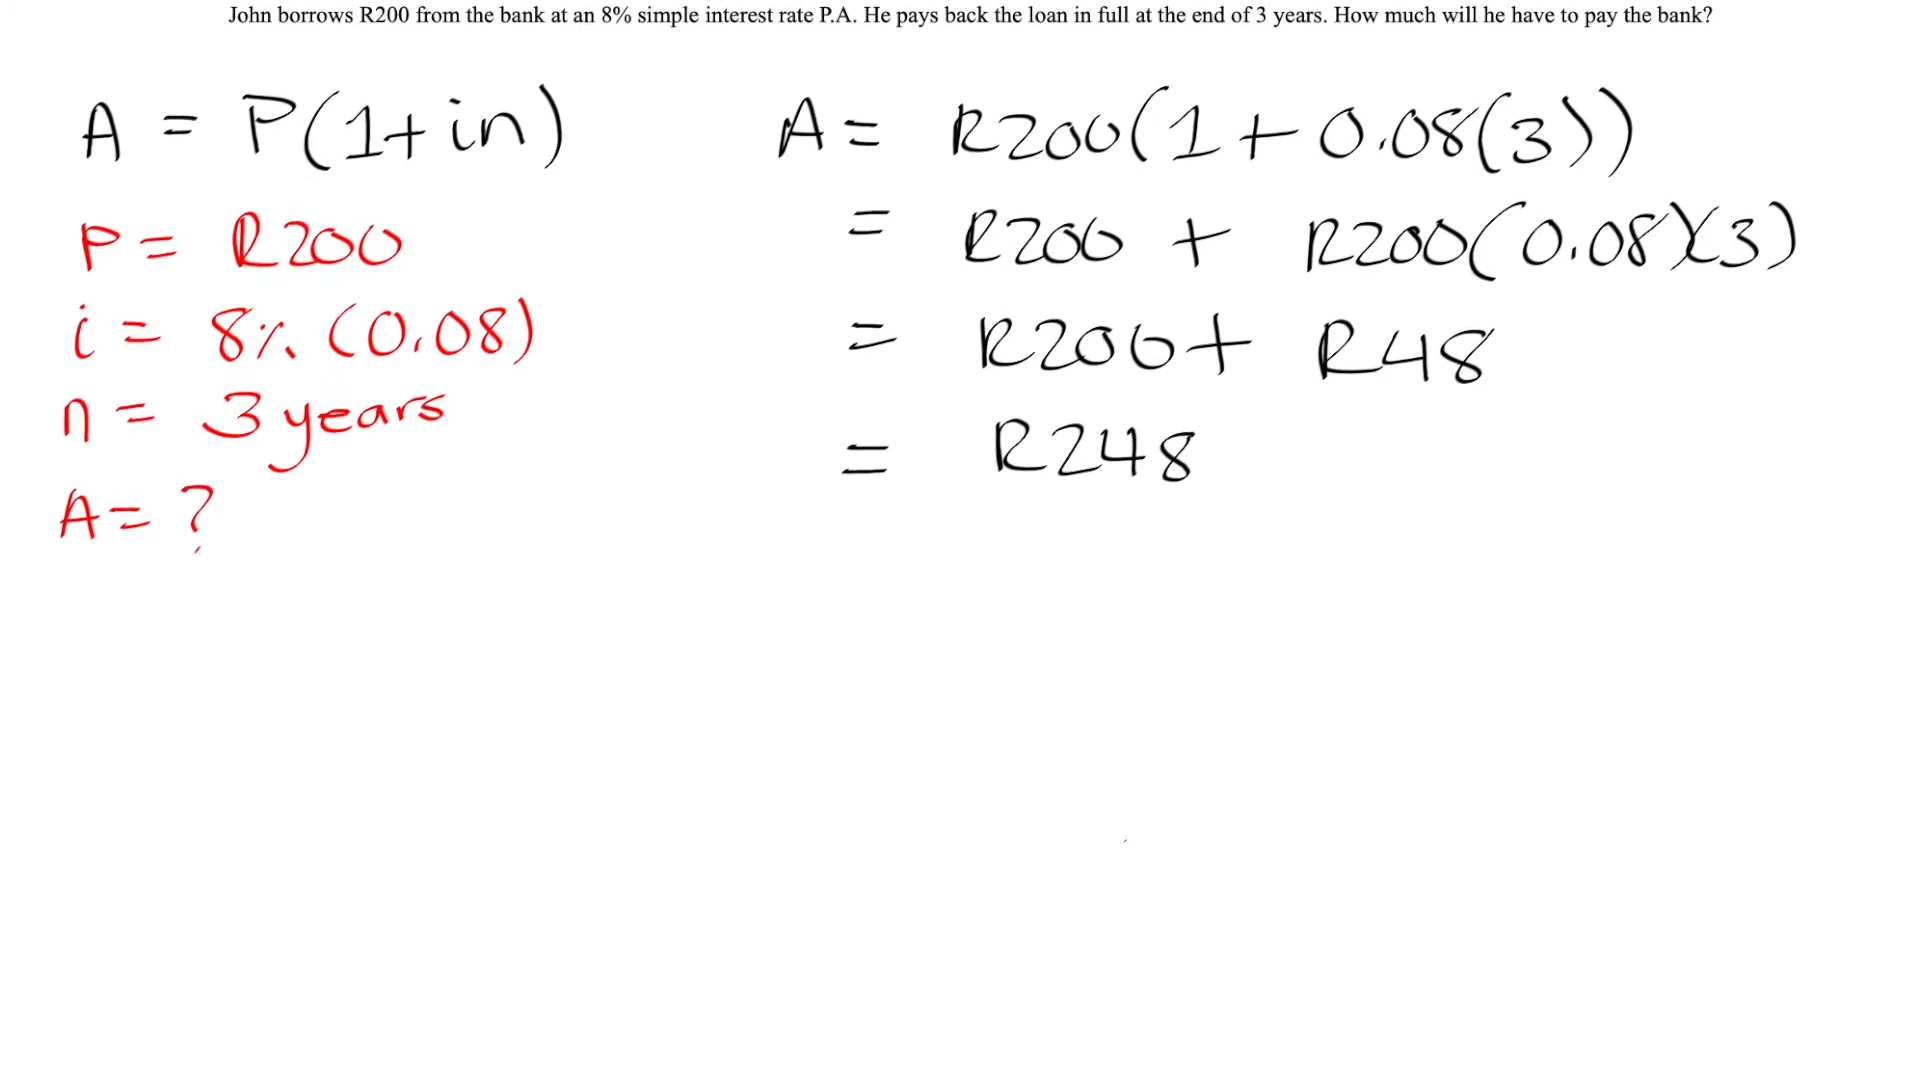 John borrows R200 from the bank at an 8% simple interest rate P.A. He pays back the loan in full at the end of 3 years. How much will he have to pay the bank?
A = P(1+in)
P = R200
i = 8% (0.08)
n = 3 years
A = ?
A = R200(1+0.08(3))
= R200 + R200(0.08)(3)
= R200+ R48
= R248